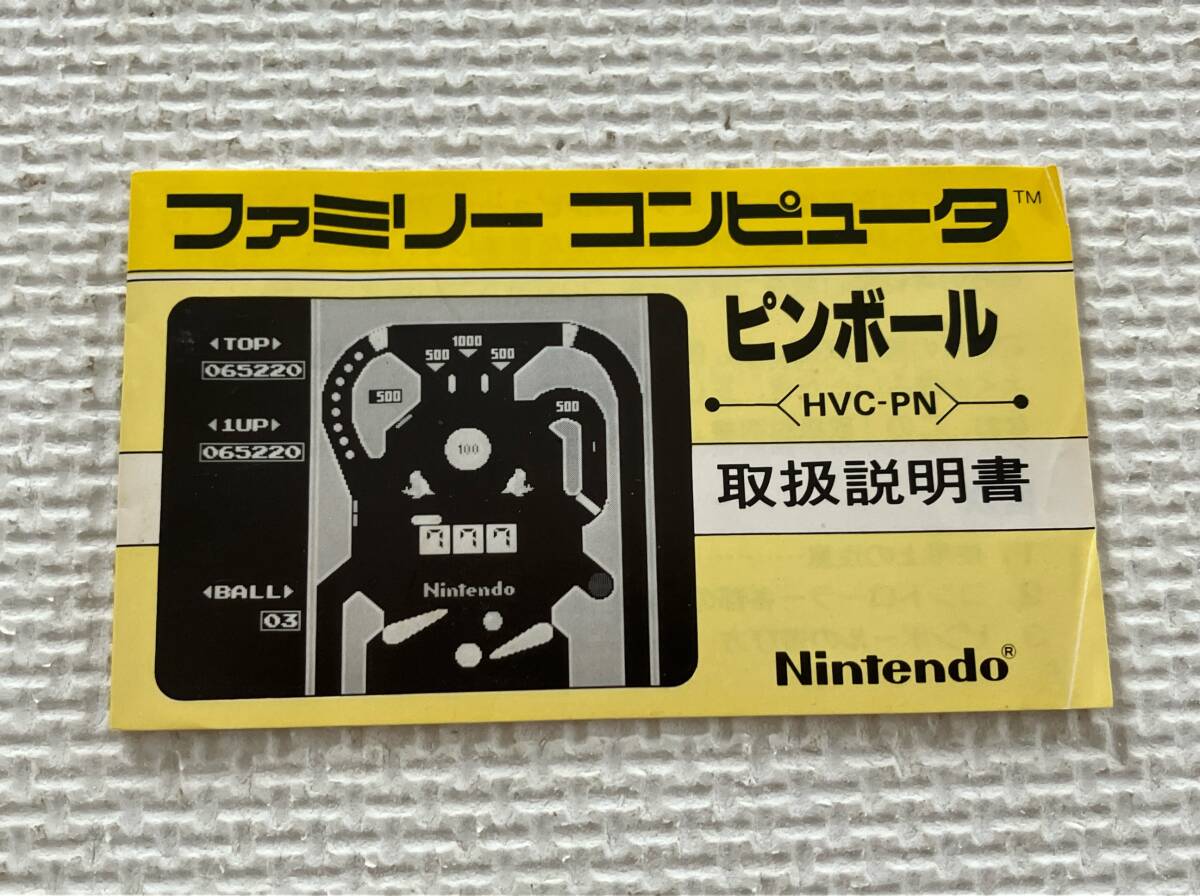 ファミリー コンピュータ™
ピンボール
HVC-PN
取扱説明書
Nintendo®
TOP
065220
1UP
065220
BALL
03
1000
500 500
500
500
100
777
Nintendo